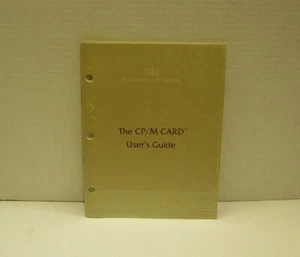 The CP/M CARD™
User's Guide